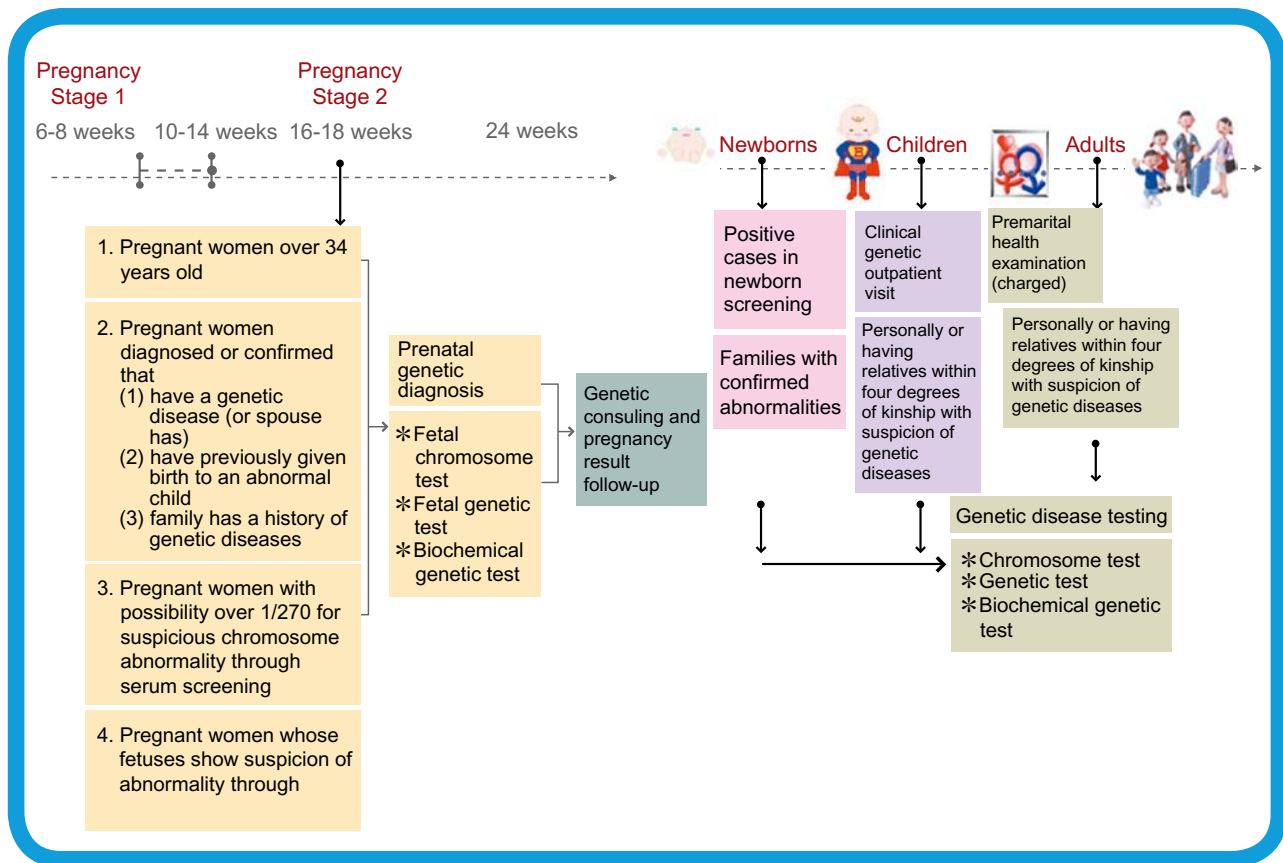 Pregnancy
Stage 1
6-8 weeks
10-14 weeks
Pregnancy
Stage 2
16-18 weeks
24 weeks
Newborns
Children
Adults
1. Pregnant women over 34
years old
2. Pregnant women
diagnosed or confirmed
that
(1) have a genetic
disease (or spouse
has)
(2) have previously given
birth to an abnormal
child
(3) family has a history of
genetic diseases
3. Pregnant women with
possibility over 1/270 for
suspicious chromosome
abnormality through
serum screening
4. Pregnant women whose
fetuses show suspicion of
abnormality through
Prenatal
genetic
diagnosis
＊Fetal
chromosome
test
＊Fetal genetic
test
＊Biochemical
genetic test
Genetic
consuling and
pregnancy
result
follow-up
Positive
cases in
newborn
screening
Families with
confirmed
abnormalities
Clinical
genetic
outpatient
visit
Personally or
having
relatives within
four degrees
of kinship with
suspicion of
genetic
diseases
Premarital
health
examination
(charged)
Personally or having
relatives within four
degrees of kinship
with suspicion of
genetic diseases
Genetic disease testing
＊Chromosome test
＊Genetic test
＊Biochemical genetic
test